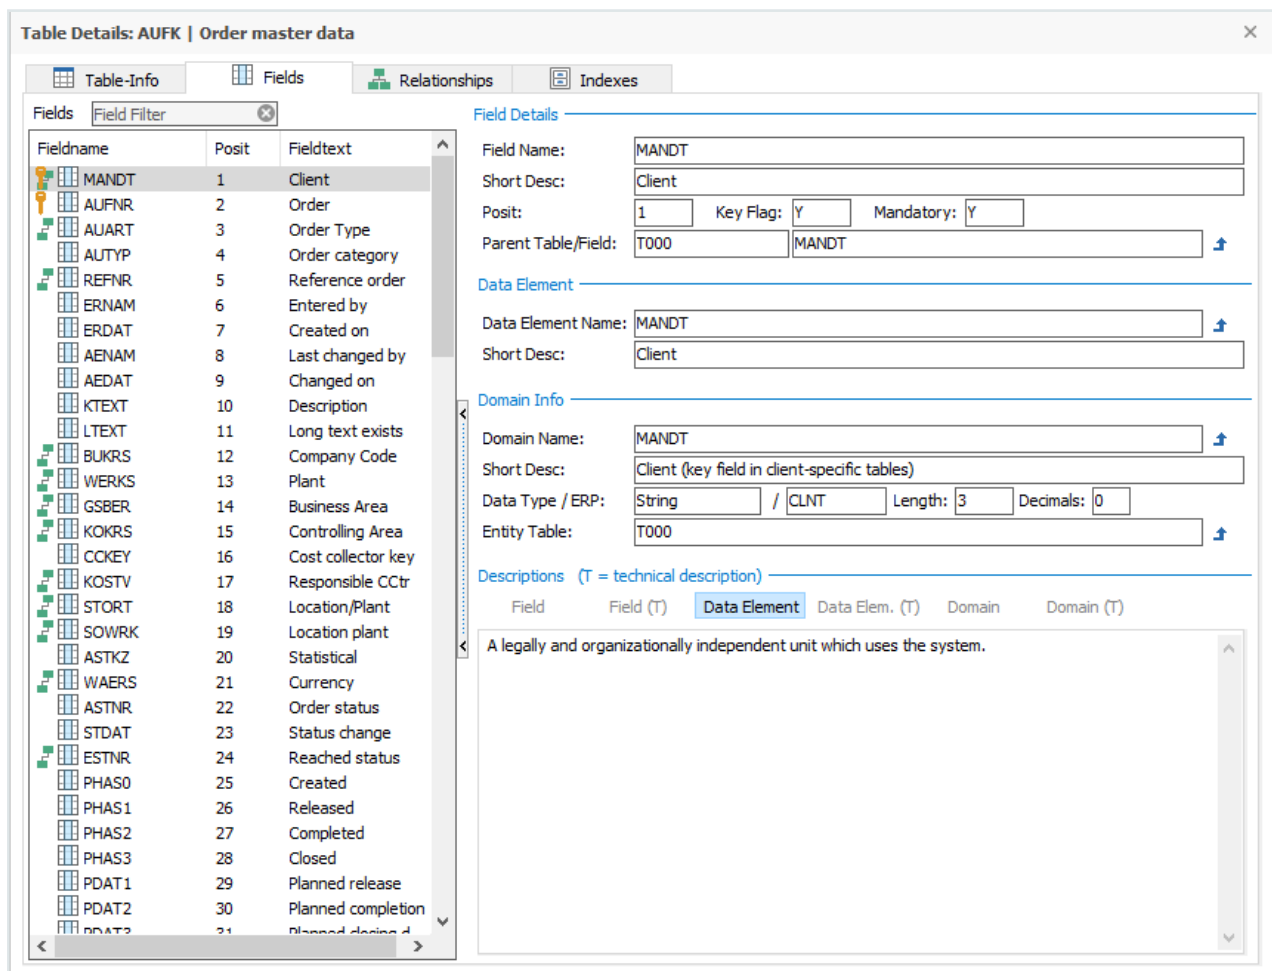 Table Details: AUFK | Order master data
Table-Info Fields Relationships Indexes
Fields Field Filter
Fieldname Posit Fieldtext
MANDT 1 Client
AUFNR 2 Order
AUART 3 Order Type
AUTYP 4 Order category
REFNR 5 Reference order
ERNAM 6 Entered by
ERDAT 7 Created on
AENAM 8 Last changed by
AEDAT 9 Changed on
KTEXT 10 Description
LTEXT 11 Long text exists
BUKRS 12 Company Code
WERKS 13 Plant
GSBER 14 Business Area
KOKRS 15 Controlling Area
CCKEY 16 Cost collector key
KOSTV 17 Responsible CCtr
STORT 18 Location/Plant
SOWRK 19 Location plant
ASTKZ 20 Statistical
WAERS 21 Currency
ASTNR 22 Order status
STDAT 23 Status change
ESTNR 24 Reached status
PHAS0 25 Created
PHAS1 26 Released
PHAS2 27 Completed
PHAS3 28 Closed
PDAT1 29 Planned release
PDAT2 30 Planned completion
PDAT3 31 Planned closing d
Field Details
Field Name: MANDT
Short Desc: Client
Posit: 1 Key Flag: Y Mandatory: Y
Parent Table/Field: T000 MANDT
Data Element
Data Element Name: MANDT
Short Desc: Client
Domain Info
Domain Name: MANDT
Short Desc: Client (key field in client-specific tables)
Data Type / ERP: String / CLNT Length: 3 Decimals: 0
Entity Table: T000
Descriptions (T = technical description)
Field Field (T) Data Element Data Elem. (T) Domain Domain (T)
A legally and organizationally independent unit which uses the system.